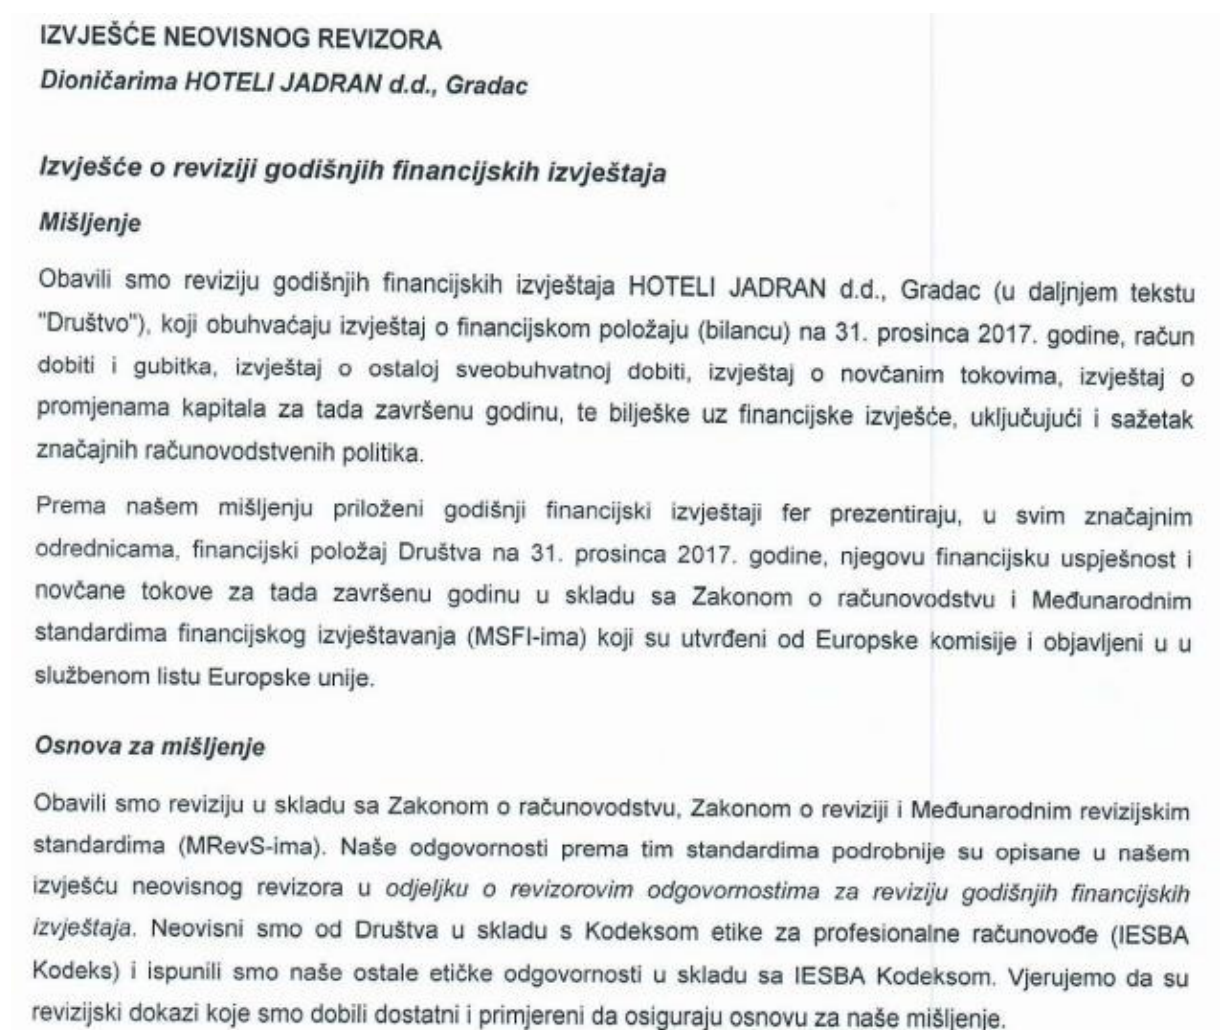 IZVJEŠĆE NEOVISNOG REVIZORA
Dioničarima HOTELI JADRAN d.d., Gradac
Izvješće o reviziji godišnjih financijskih izvještaja
Mišljenje
Obavili smo reviziju godišnjih financijskih izvještaja HOTELI JADRAN d.d., Gradac (u daljnjem tekstu
"Društvo"), koji obuhvaćaju izvještaj o financijskom položaju (bilancu) na 31. prosinca 2017. godine, račun
dobiti i gubitka, izvještaj o ostaloj sveobuhvatnoj dobiti, izvještaj o novčanim tokovima, izvještaj o
promjenama kapitala za tada završenu godinu, te bilješke uz financijske izvješće, uključujući i sažetak
značajnih računovodstvenih politika.
Prema našem mišljenju priloženi godišnji financijski izvještaji fer prezentiraju, u svim značajnim
odrednicama, financijski položaj Društva na 31. prosinca 2017. godine, njegovu financijsku uspješnost i
novčane tokove za tada završenu godinu u skladu sa Zakonom o računovodstvu i Međunarodnim
standardima financijskog izvještavanja (MSFI-ima) koji su utvrđeni od Europske komisije i objavljeni u u
službenom listu Europske unije.
Osnova za mišljenje
Obavili smo reviziju u skladu sa Zakonom o računovodstvu, Zakonom o reviziji i Međunarodnim revizijskim
standardima (MRevS-ima). Naše odgovornosti prema tim standardima podrobnije su opisane u našem
izvješću neovisnog revizora u odjeljku o revizorovim odgovornostima za reviziju godišnjih financijskih
izvještaja. Neovisni smo od Društva u skladu s Kodeksom etike za profesionalne računovođe (IESBA
Kodeks) i ispunili smo naše ostale etičke odgovornosti u skladu sa IESBA Kodeksom. Vjerujemo da su
revizijski dokazi koje smo dobili dostatni i primjereni da osiguraju osnovu za naše mišljenje.